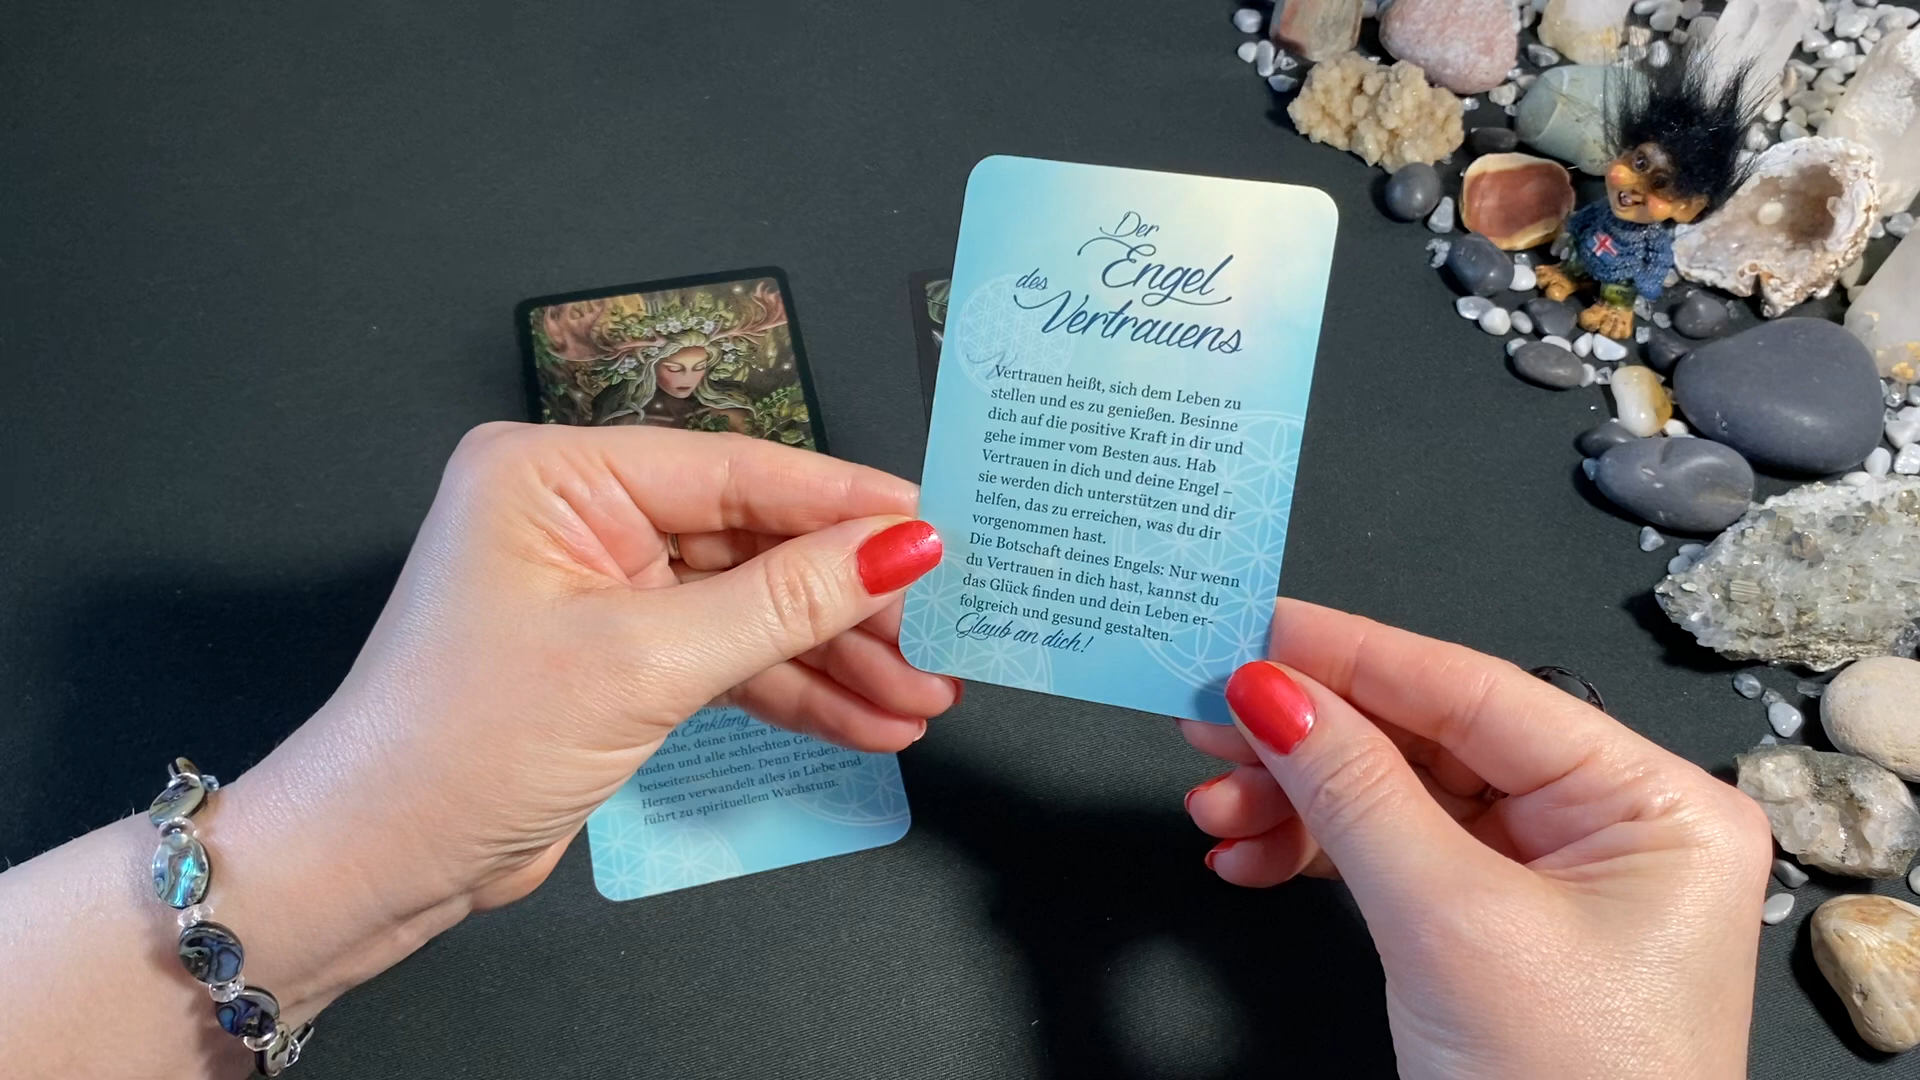 Der
Engel
des
Vertrauens
Vertrauen heißt, sich dem Leben zu
stellen und es zu genießen. Besinne
dich auf die positive Kraft in dir und
gehe immer vom Besten aus. Hab
Vertrauen in dich und deine Engel –
sie werden dich unterstützen und dir
helfen, das zu erreichen, was du dir
vorgenommen hast.
Die Botschaft deines Engels: Nur wenn
du Vertrauen in dich hast, kannst du
das Glück finden und dein Leben er-
folgreich und gesund gestalten.
Glaub an dich!
Einklang
deine innere
finden und alle schlechten
beiseitezuschieben. Denn Frieden
Herzen verwandelt alles in Liebe und
führt zu spirituellem Wachstum.